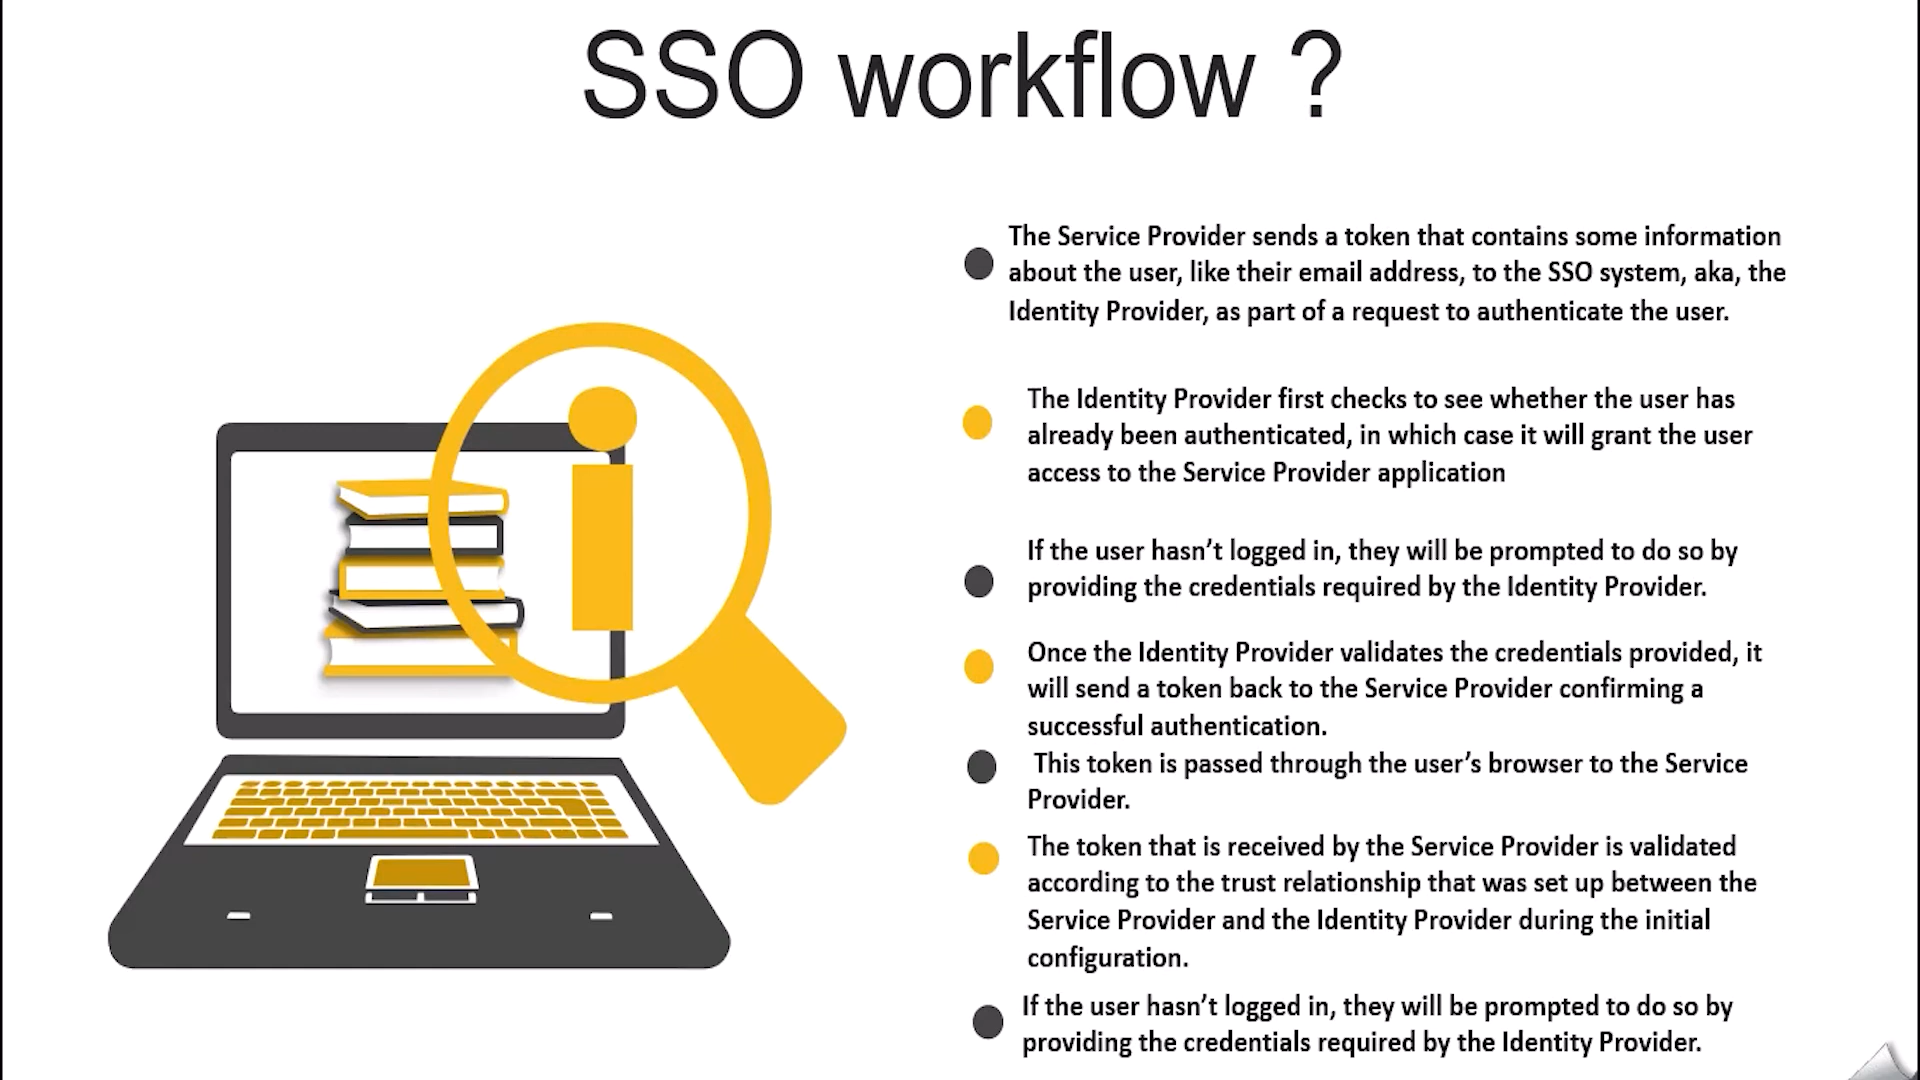 SSO workflow ?
The Service Provider sends a token that contains some information
about the user, like their email address, to the SSO system, aka, the
Identity Provider, as part of a request to authenticate the user.
The Identity Provider first checks to see whether the user has
already been authenticated, in which case it will grant the user
access to the Service Provider application
If the user hasn’t logged in, they will be prompted to do so by
providing the credentials required by the Identity Provider.
Once the Identity Provider validates the credentials provided, it
will send a token back to the Service Provider confirming a
successful authentication.
This token is passed through the user’s browser to the Service
Provider.
The token that is received by the Service Provider is validated
according to the trust relationship that was set up between the
Service Provider and the Identity Provider during the initial
configuration.
If the user hasn’t logged in, they will be prompted to do so by
providing the credentials required by the Identity Provider.